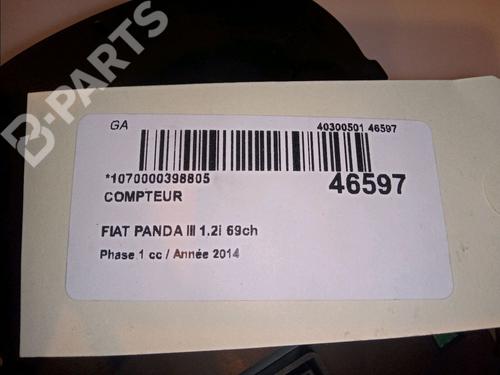 B-PARTS
GA
40300501 46597
*1070000398805
46597
COMPTEUR
FIAT PANDA III 1.2i 69ch
Phase 1 cc / Année 2014